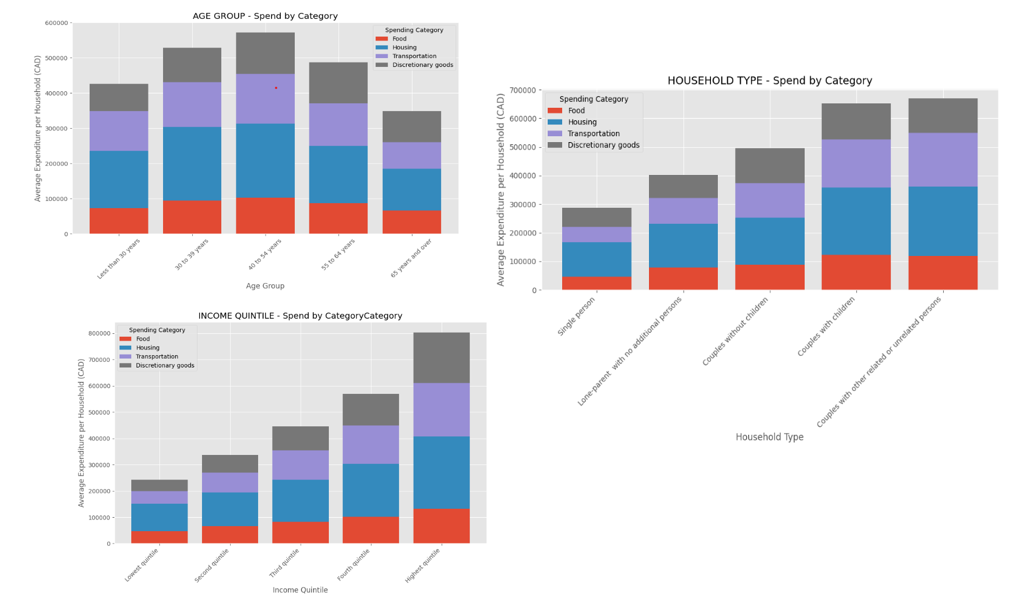 AGE GROUP - Spend by Category
Average Expenditure per Household (CAD)
600000
500000
400000
300000
200000
100000
0
Spending Category
Food
Housing
Transportation
Discretionary goods
Less than 30 years
30 to 39 years
40 to 54 years
55 to 64 years
65 years and over
Age Group
HOUSEHOLD TYPE - Spend by Category
Average Expenditure per Household (CAD)
700000
600000
500000
400000
300000
200000
100000
0
Spending Category
Food
Housing
Transportation
Discretionary goods
Single person
Lone-parent with no additional persons
Couples without children
Couples with children
Couples with other related or unrelated persons
Household Type
INCOME QUINTILE - Spend by CategoryCategory
Average Expenditure per Household (CAD)
800000
700000
600000
500000
400000
300000
200000
100000
0
Spending Category
Food
Housing
Transportation
Discretionary goods
Lowest quintile
Second quintile
Third quintile
Fourth quintile
Highest quintile
Income Quintile